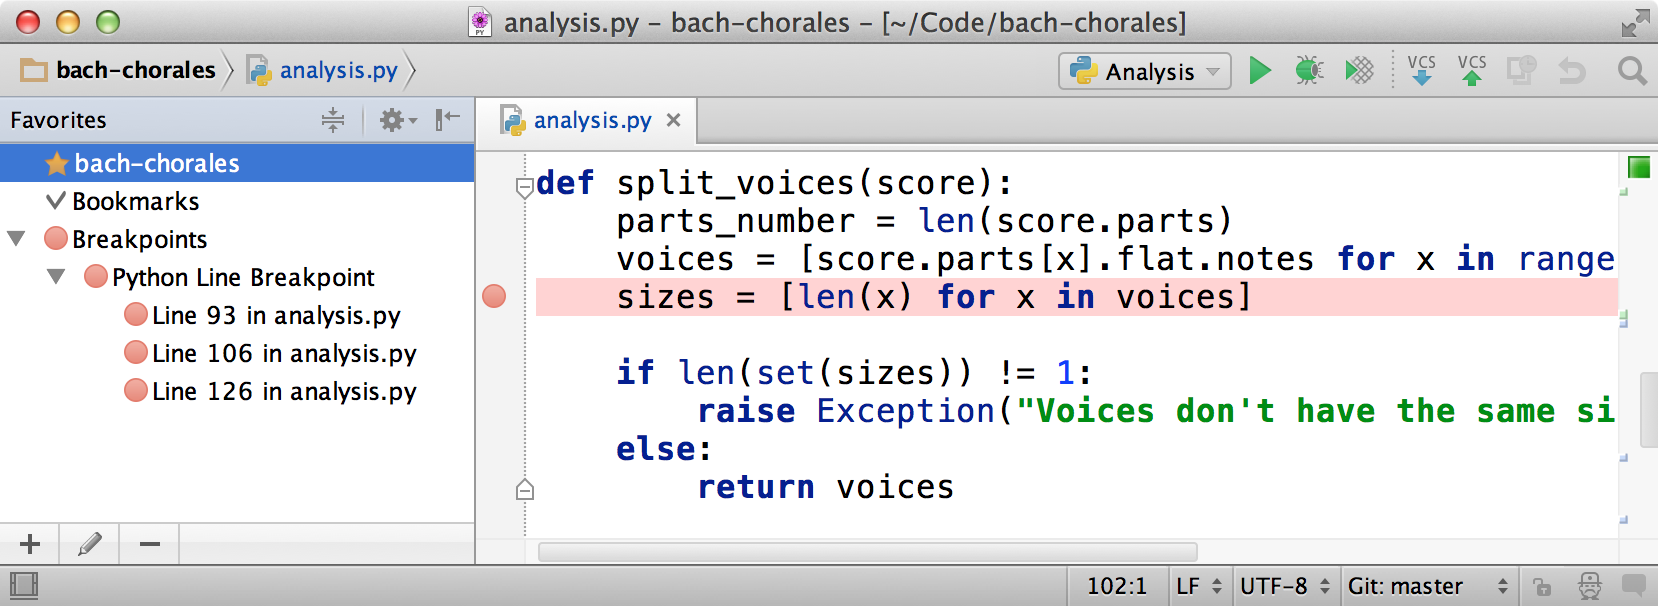 analysis.py – bach-chorales – [~/Code/bach-chorales]
bach-chorales analysis.py Analysis VCS VCS
Favorites
analysis.py
bach-chorales
Bookmarks
Breakpoints
Python Line Breakpoint
Line 93 in analysis.py
Line 106 in analysis.py
Line 126 in analysis.py
def split_voices(score):
parts_number = len(score.parts)
voices = [score.parts[x].flat.notes for x in range
sizes = [len(x) for x in voices]
if len(set(sizes)) != 1:
raise Exception("Voices don't have the same si
else:
return voices
102:1 LF UTF-8 Git: master